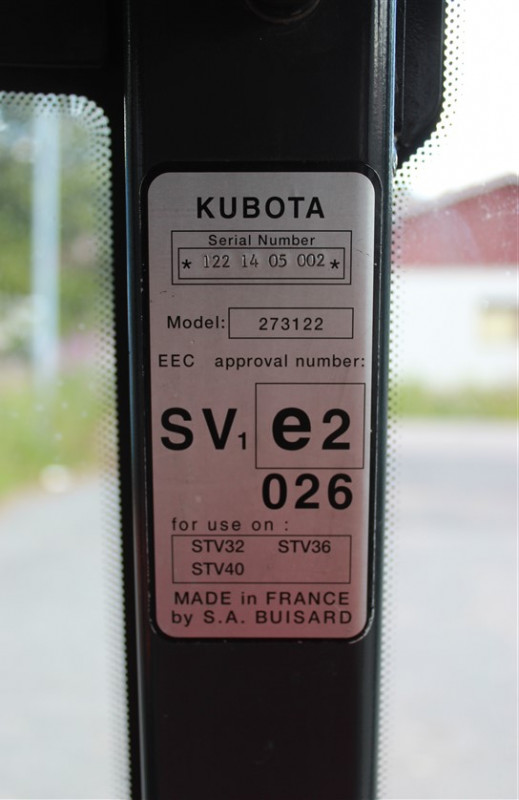 KUBOTA
Serial Number
* 122 14 05 002 *
Model: 273122
EEC approval number:
SV1 e2
026
for use on :
STV32 STV36
STV40
MADE in FRANCE
by S.A. BUISARD